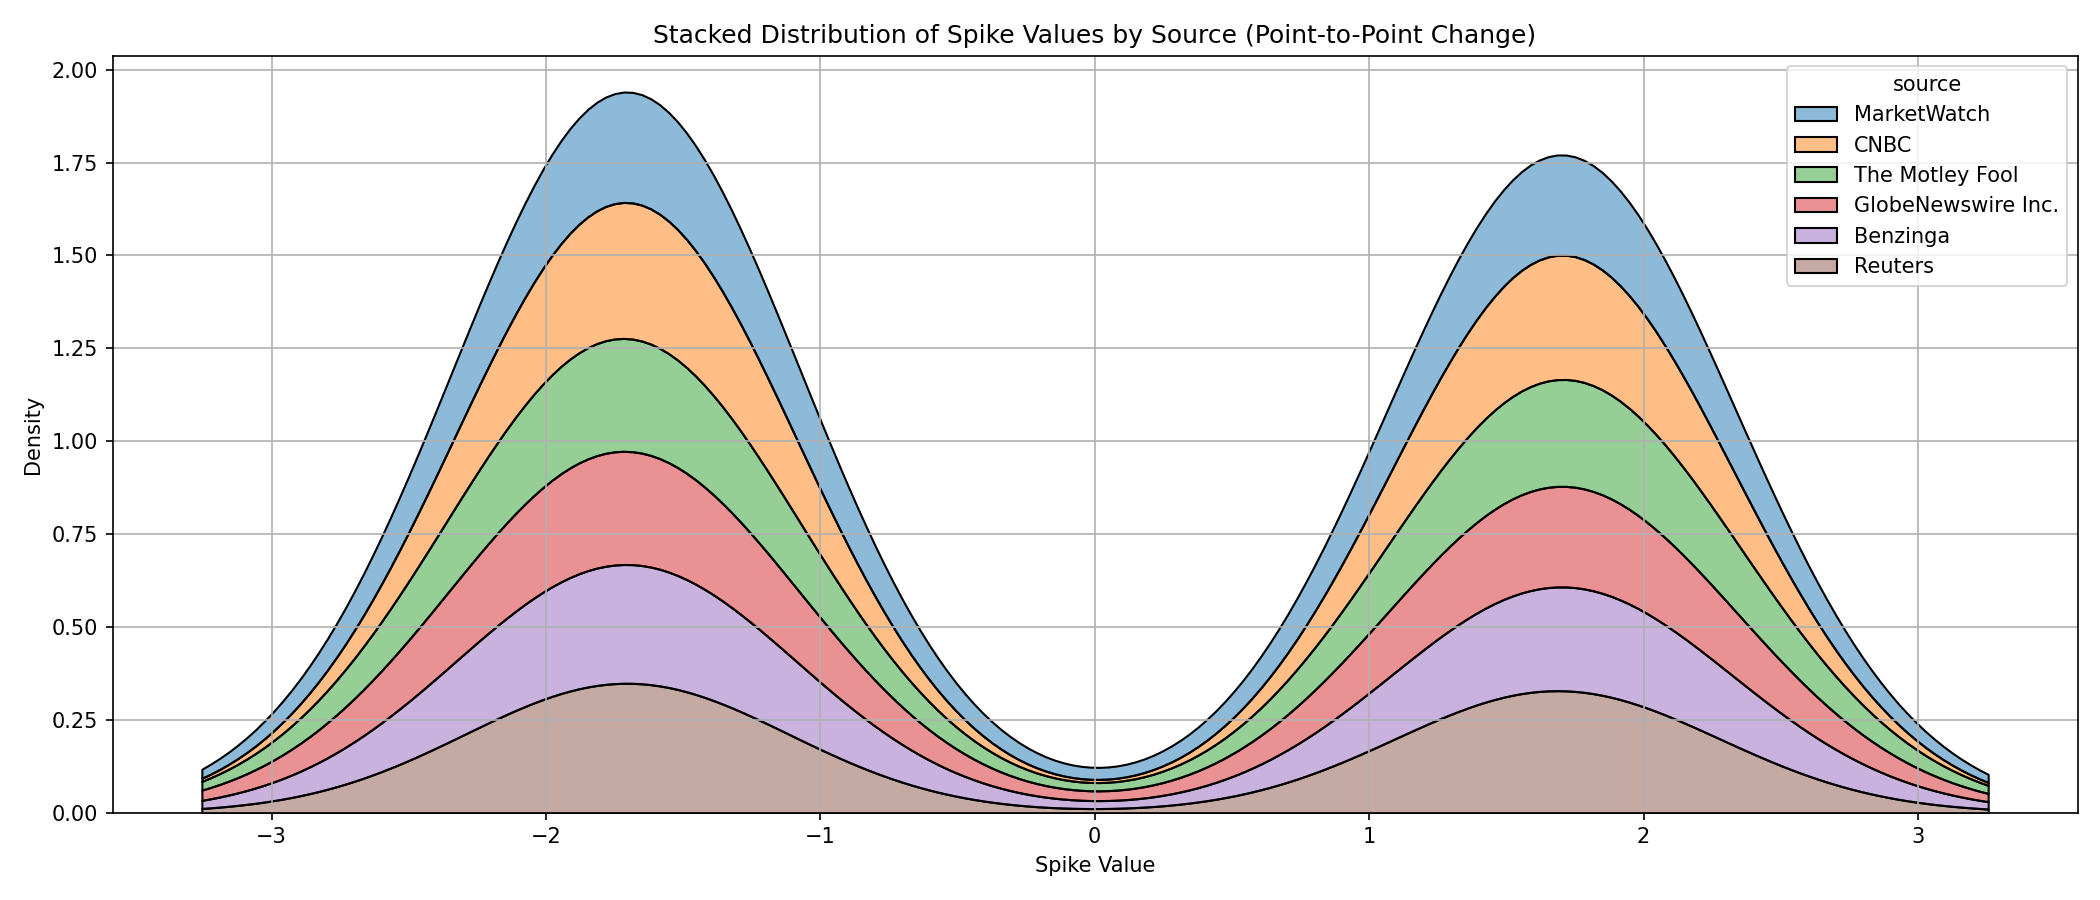 Stacked Distribution of Spike Values by Source (Point-to-Point Change)
2.00
1.75
1.50
1.25
1.00
0.75
0.50
0.25
0.00
Density
source
MarketWatch
CNBC
The Motley Fool
GlobeNewswire Inc.
Benzinga
Reuters
−3
−2
−1
0
1
2
3
Spike Value